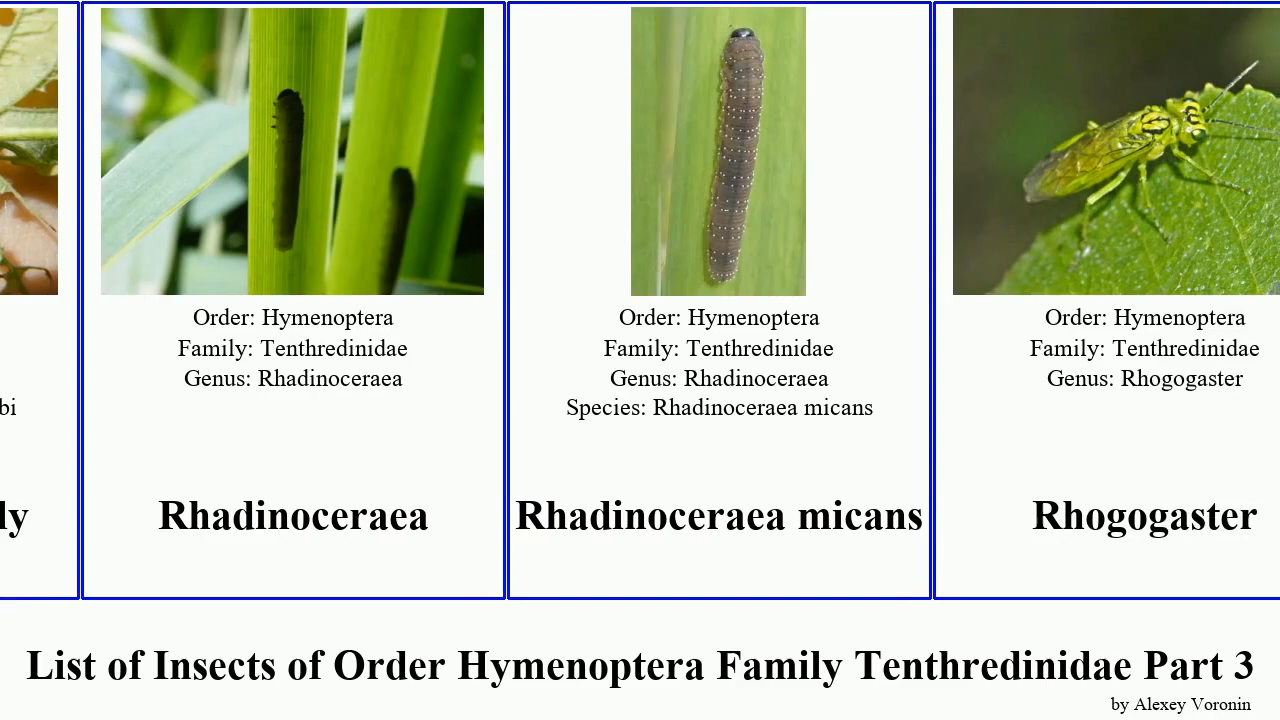 bi
ly
Order: Hymenoptera
Family: Tenthredinidae
Genus: Rhadinoceraea
Rhadinoceraea
Order: Hymenoptera
Family: Tenthredinidae
Genus: Rhadinoceraea
Species: Rhadinoceraea micans
Rhadinoceraea micans
Order: Hymenoptera
Family: Tenthredinidae
Genus: Rhogogaster
Rhogogaster
List of Insects of Order Hymenoptera Family Tenthredinidae Part 3
by Alexey Voronin